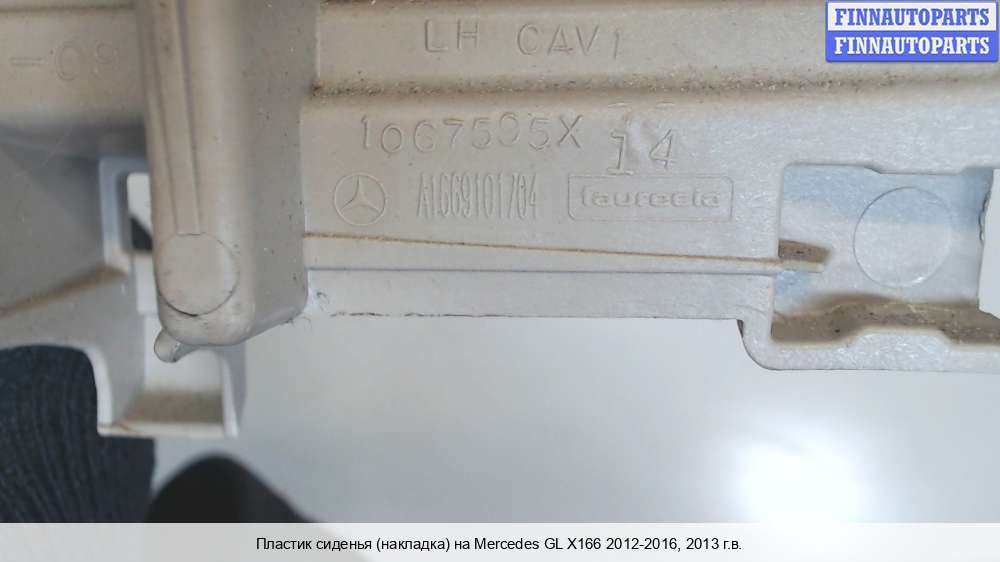 FINNAUTOPARTS
FINNAUTOPARTS
LH CAV1
1067505X 14
A1669101704
faurecia
Пластик сиденья (накладка) на Mercedes GL X166 2012-2016, 2013 г.в.